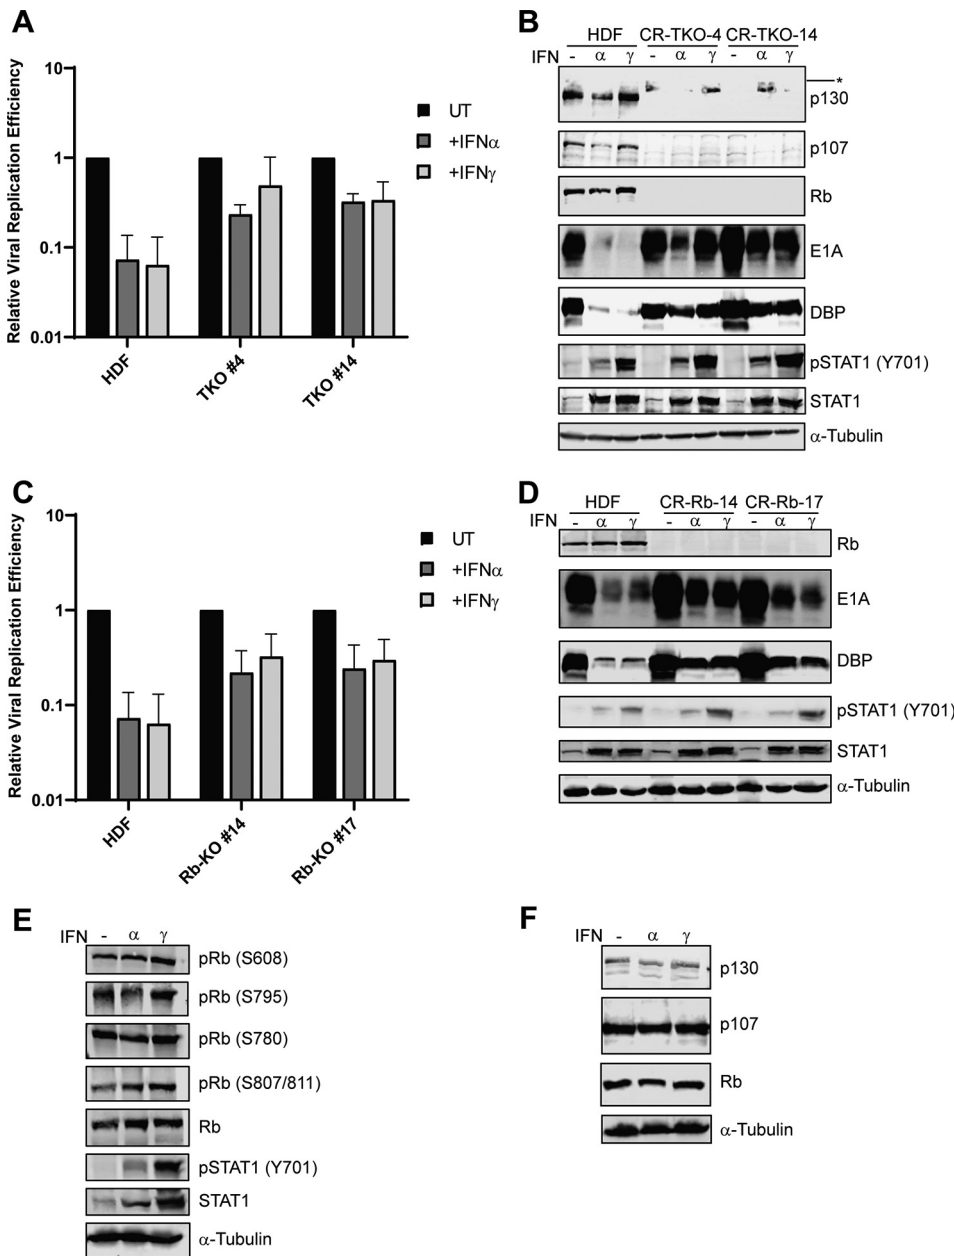 A
Relative Viral Replication Efficiency
10
1
0.1
0.01
HDF
TKO #4
TKO #14
UT
+IFNα
+IFNγ
B
HDF CR-TKO-4 CR-TKO-14
IFN - α γ - α γ - α γ
*
p130
p107
Rb
E1A
DBP
pSTAT1 (Y701)
STAT1
α-Tubulin
C
Relative Viral Replication Efficiency
10
1
0.1
0.01
HDF
Rb-KO #14
Rb-KO #17
UT
+IFNα
+IFNγ
D
HDF CR-Rb-14 CR-Rb-17
IFN - α γ - α γ - α γ
Rb
E1A
DBP
pSTAT1 (Y701)
STAT1
α-Tubulin
E
IFN - α γ
pRb (S608)
pRb (S795)
pRb (S780)
pRb (S807/811)
Rb
pSTAT1 (Y701)
STAT1
α-Tubulin
F
IFN - α γ
p130
p107
Rb
α-Tubulin